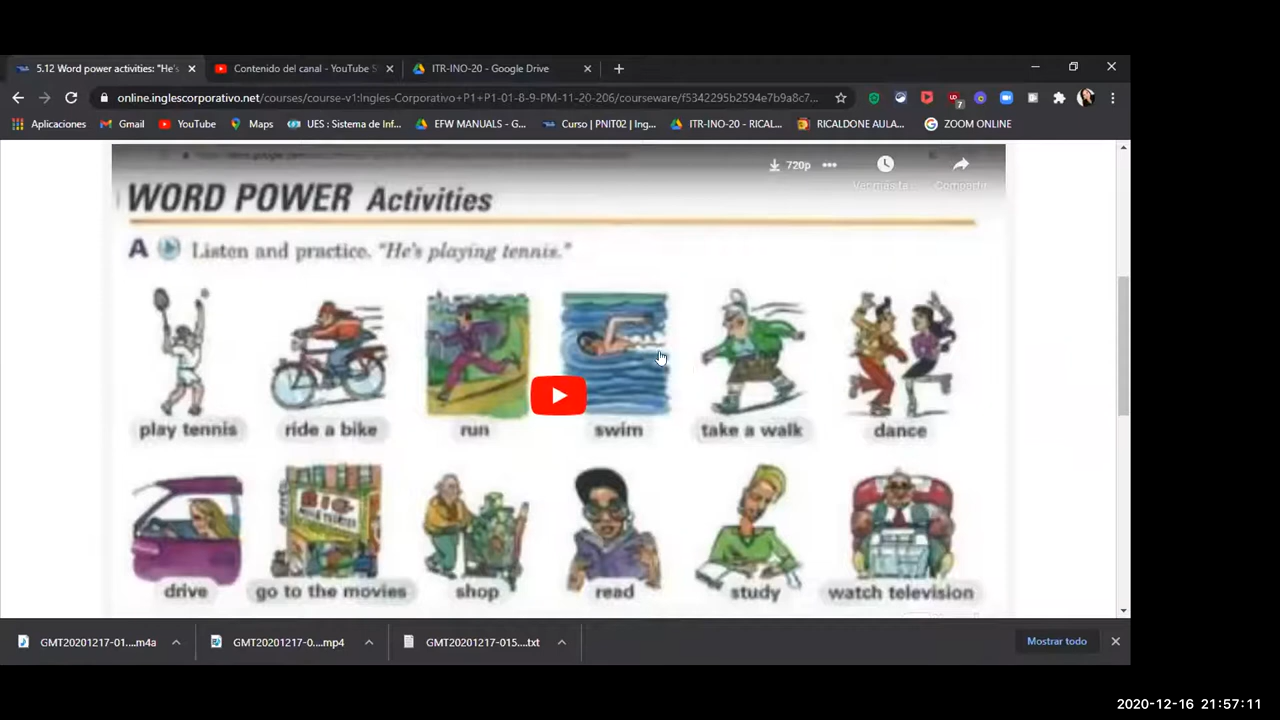 5.12 Word power activities: "He's
Contenido del canal - YouTube S
ITR-INO-20 - Google Drive
online.inglescorporativo.net/courses/course-v1:Ingles-Corporativo+P1+P1-01-8-9-PM-11-20-206/courseware/f5342295b2594e7b9a8c7...
Aplicaciones Gmail YouTube Maps UES : Sistema de Inf... EFW MANUALS - G... Curso | PNIT02 | Ing... ITR-INO-20 - RICAL... RICALDONE AULA... ZOOM ONLINE
720p
Ver más ta...
Compartir
WORD POWER Activities
A Listen and practice. "He's playing tennis."
play tennis ride a bike run swim take a walk dance
drive go to the movies shop read study watch television
GMT20201217-01....m4a GMT20201217-0....mp4 GMT20201217-015....txt Mostrar todo
2020-12-16 21:57:11